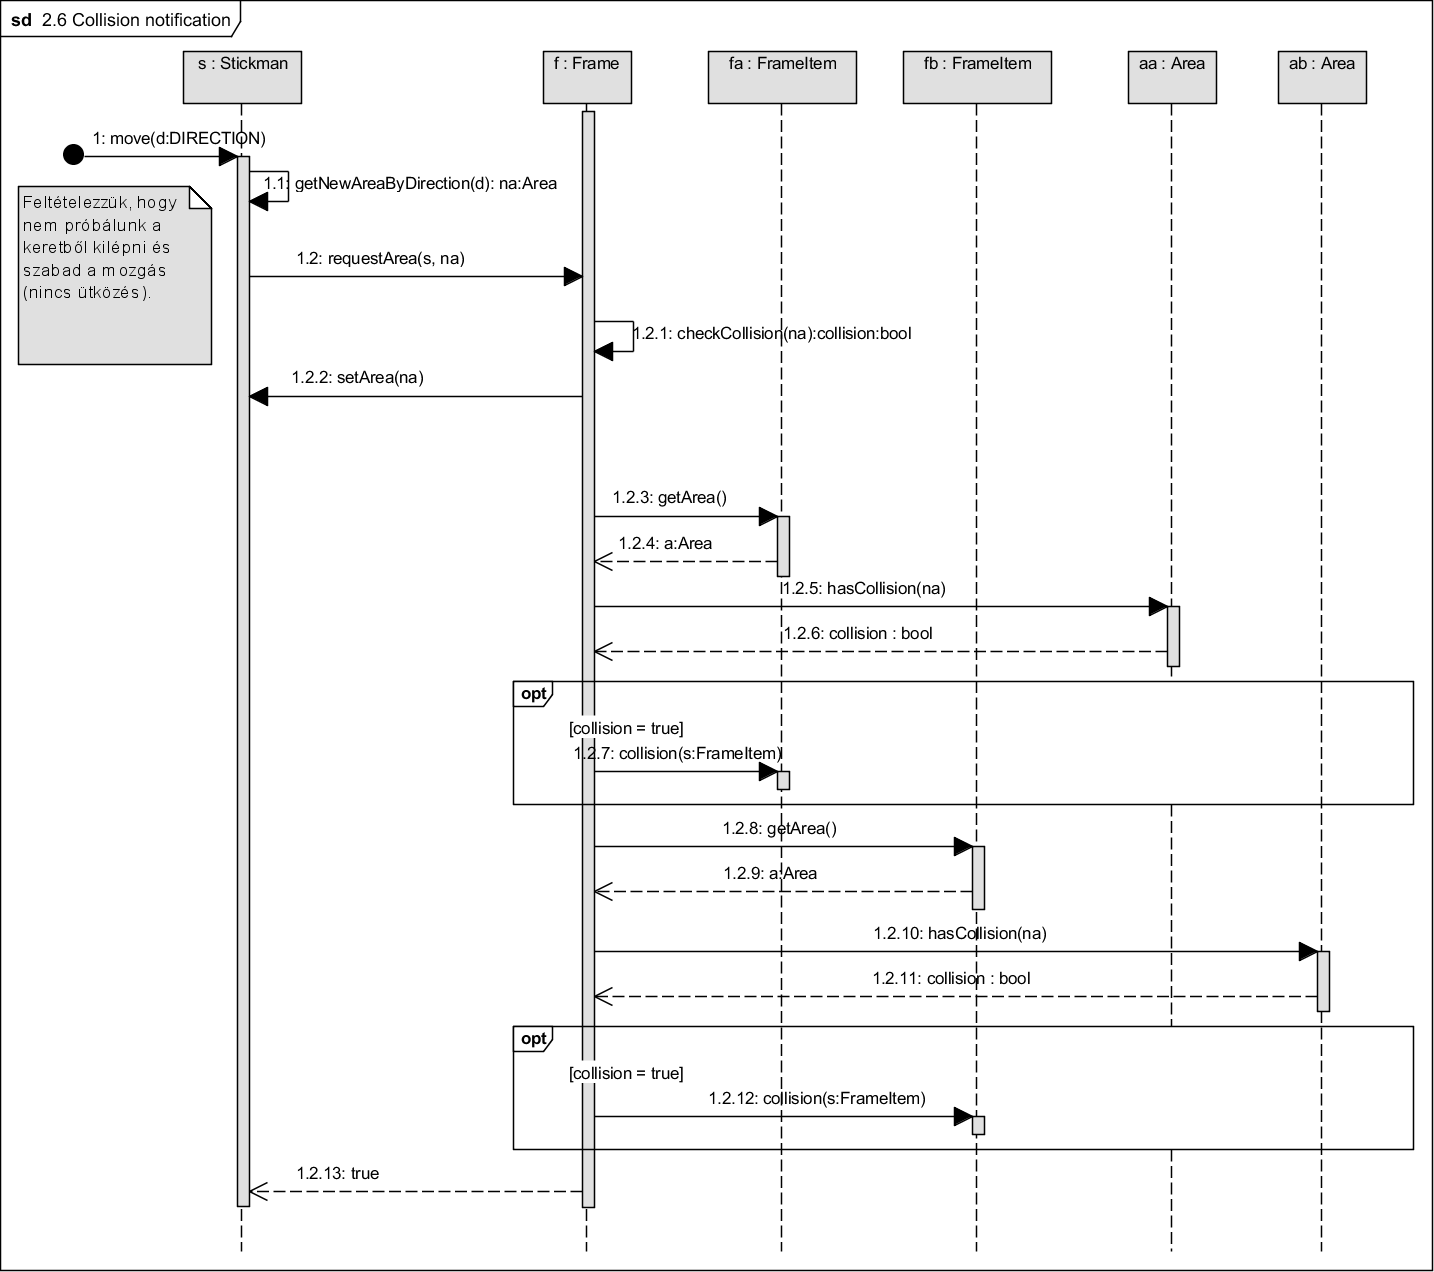 sd 2.6 Collision notification
s : Stickman
f : Frame
fa : FrameItem
fb : FrameItem
aa : Area
ab : Area
1: move(d:DIRECTION)
1.1: getNewAreaByDirection(d): na:Area
Feltételezzük, hogy
nem próbálunk a
keretből kilépni és
szabad a mozgás
(nincs ütközés).
1.2: requestArea(s, na)
1.2.1: checkCollision(na):collision:bool
1.2.2: setArea(na)
1.2.3: getArea()
1.2.4: a:Area
1.2.5: hasCollision(na)
1.2.6: collision : bool
opt
[collision = true]
1.2.7: collision(s:FrameItem)
1.2.8: getArea()
1.2.9: a:Area
1.2.10: hasCollision(na)
1.2.11: collision : bool
opt
[collision = true]
1.2.12: collision(s:FrameItem)
1.2.13: true